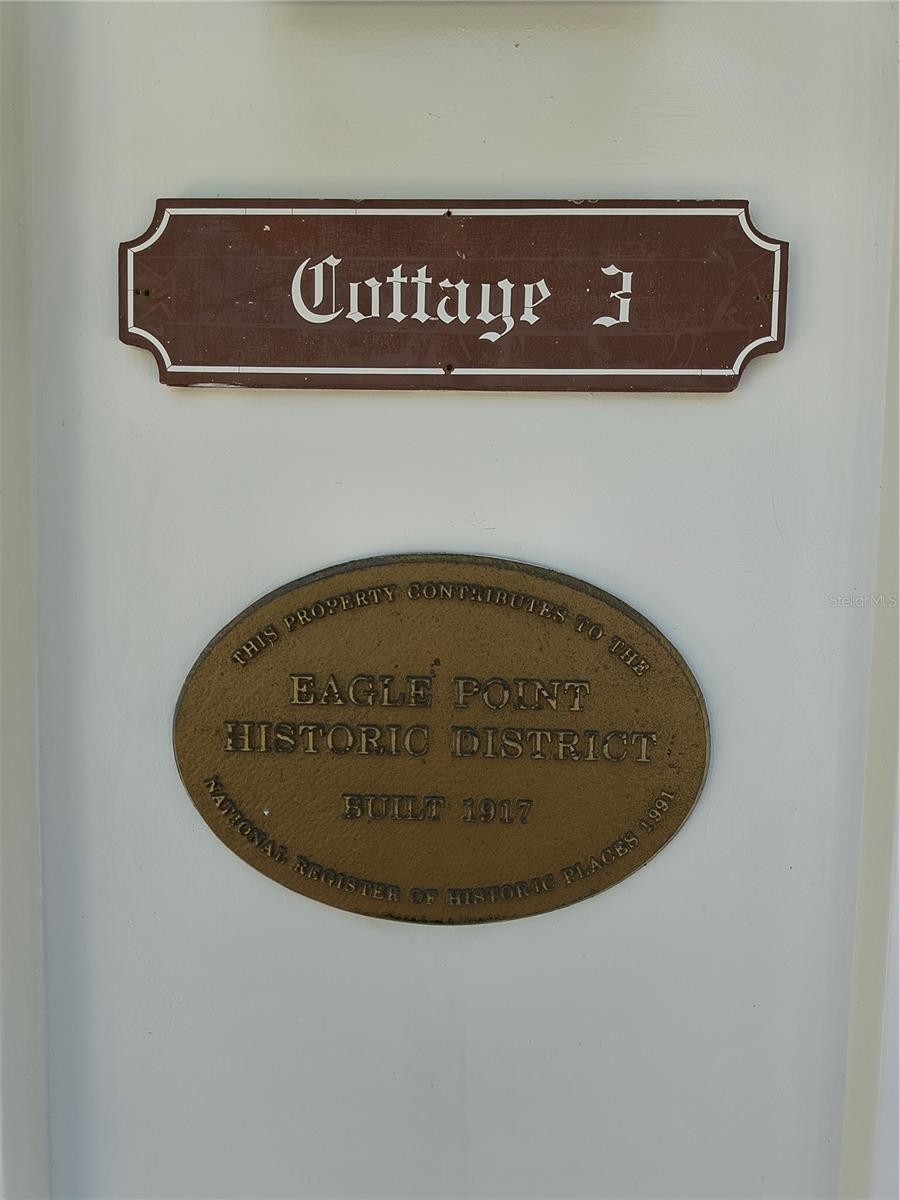 Cottage 3
StellarMLS
THIS PROPERTY CONTRIBUTES TO THE
EAGLE POINT
HISTORIC DISTRICT
BUILT 1917
NATIONAL REGISTER OF HISTORIC PLACES 1991